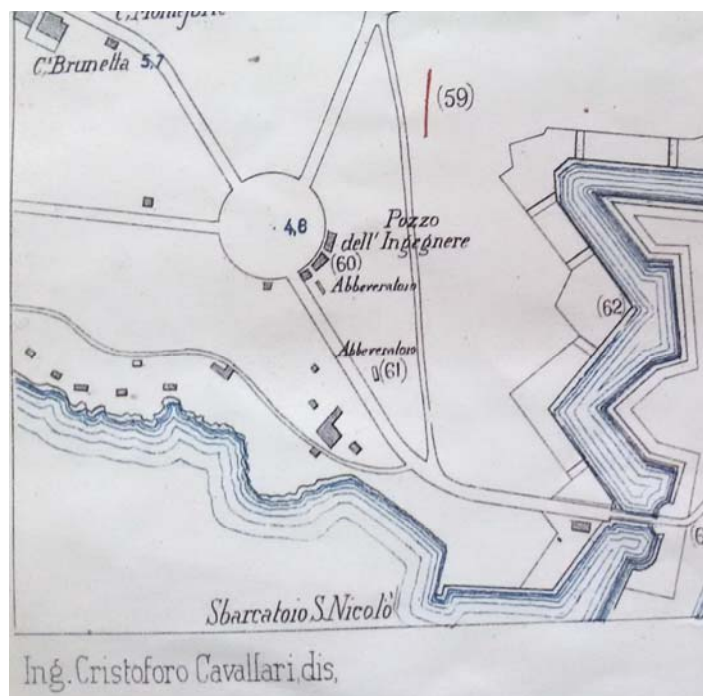 C.ª Brunetta 5,7
(59)
Pozzo
4,8 dell'Ingegnere
(60)
Abbeveratoio
(62)
Abbeveratoio
(61)
Sbarcatoio S. Nicolò
Ing. Cristoforo Cavallari, dis,